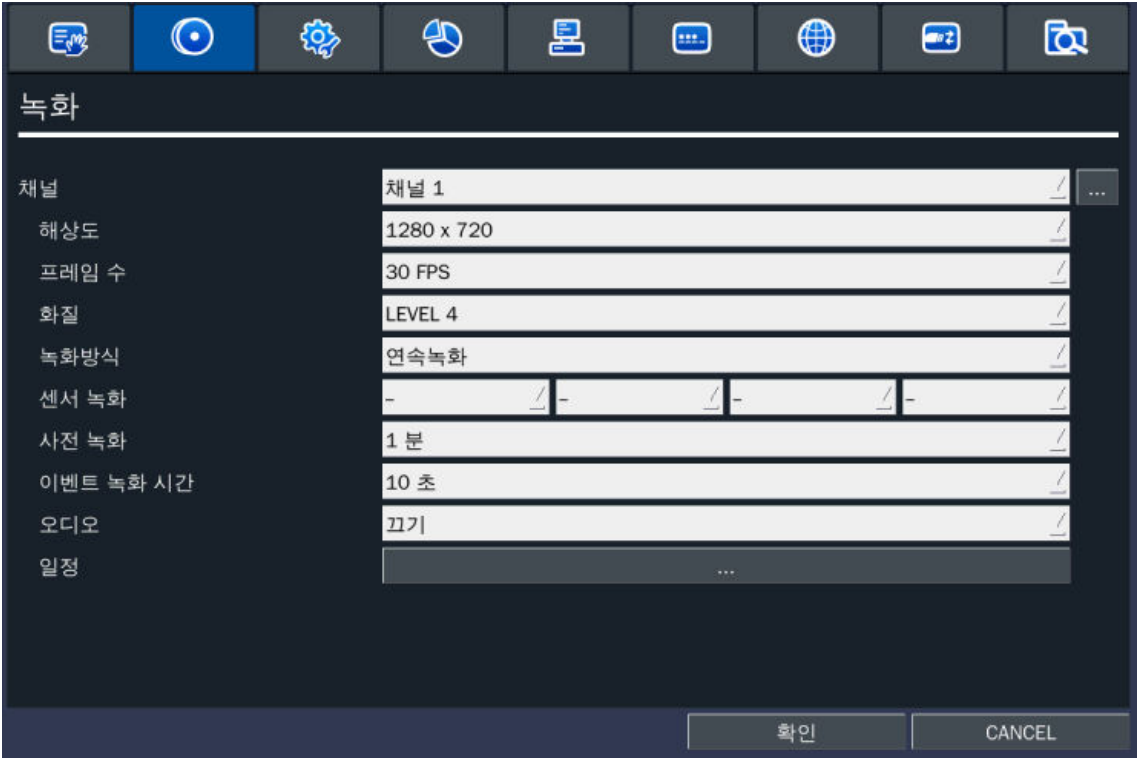 녹화
채널 채널 1 ...
해상도 1280 x 720
프레임 수 30 FPS
화질 LEVEL 4
녹화방식 연속녹화
센서 녹화 – – – –
사전 녹화 1 분
이벤트 녹화 시간 10 초
오디오 끄기
일정 ...
확인 CANCEL